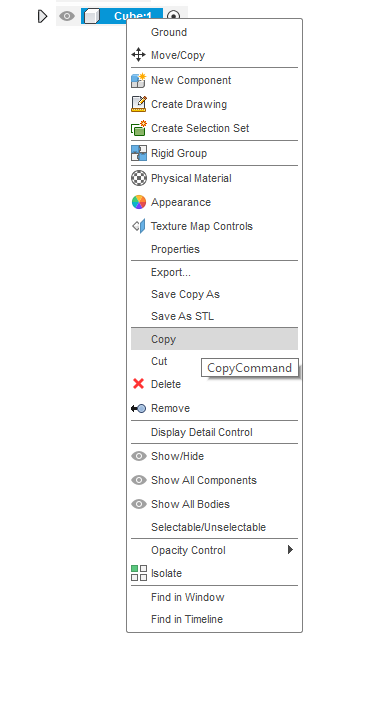 Cube:1
Ground
Move/Copy
New Component
Create Drawing
Create Selection Set
Rigid Group
Physical Material
Appearance
Texture Map Controls
Properties
Export...
Save Copy As
Save As STL
Copy
Cut
CopyCommand
Delete
Remove
Display Detail Control
Show/Hide
Show All Components
Show All Bodies
Selectable/Unselectable
Opacity Control
Isolate
Find in Window
Find in Timeline